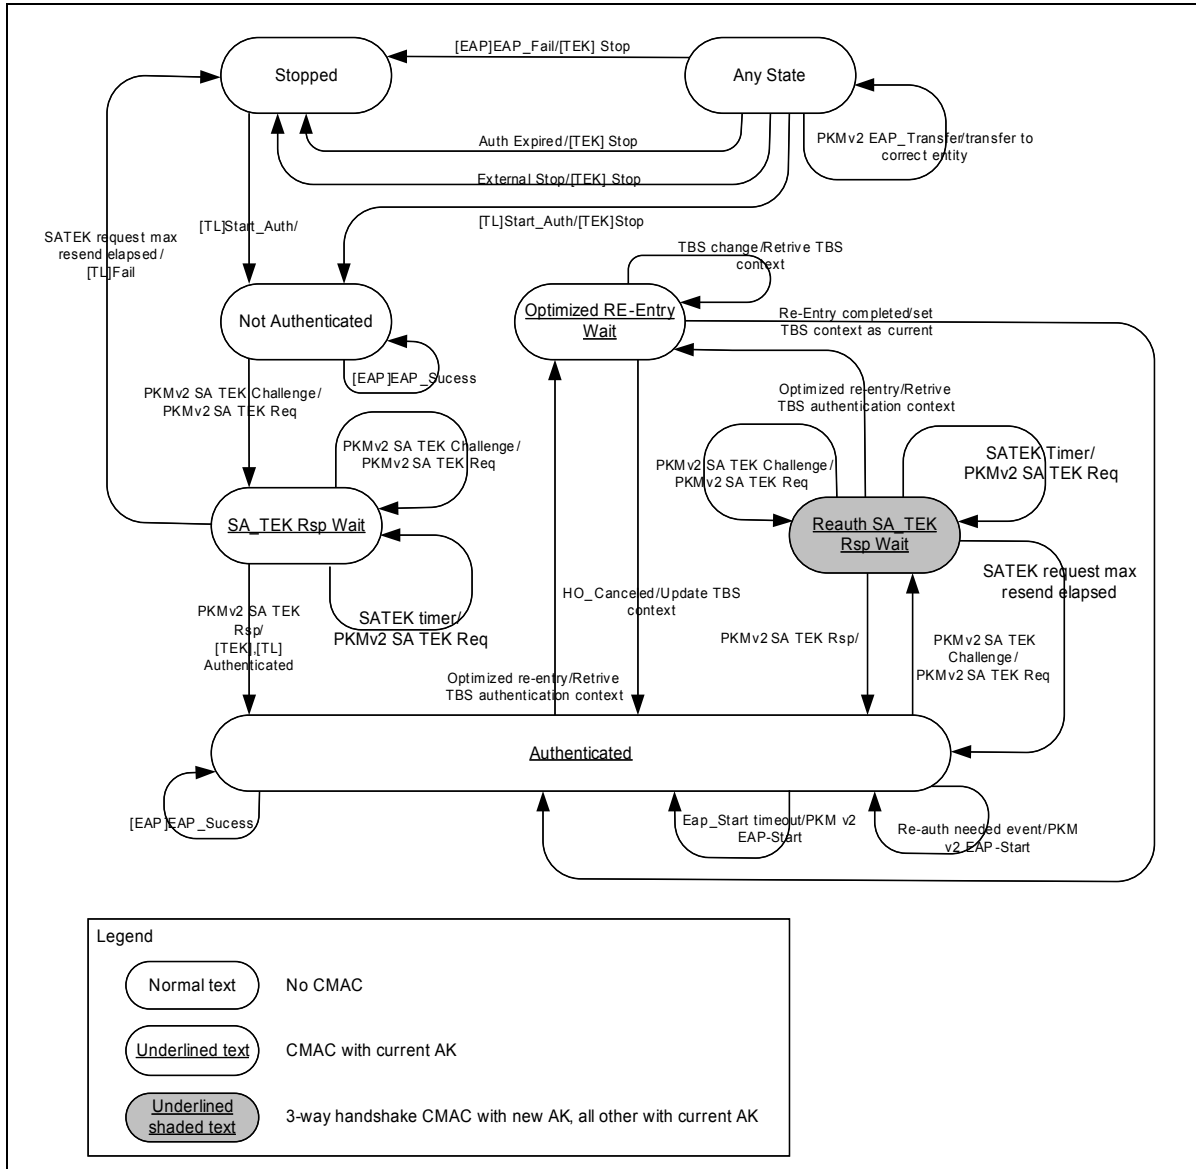 [EAP]EAP_Fail/[TEK] Stop
Stopped
Any State
Auth Expired/[TEK] Stop
PKMv2 EAP_Transfer/transfer to
correct entity
External Stop/[TEK] Stop
[TL]Start_Auth/
[TL]Start_Auth/[TEK]Stop
SATEK request max
resend elapsed/
[TL]Fail
TBS change/Retrive TBS
context
Not Authenticated
Optimized RE-Entry
Wait
Re-Entry completed/set
TBS context as current
[EAP]EAP_Sucess
PKMv2 SA TEK Challenge/
PKMv2 SA TEK Req
Optimized re-entry/Retrive
TBS authentication context
PKMv2 SA TEK Challenge/
PKMv2 SA TEK Req
PKMv2 SA TEK Challenge/
PKMv2 SA TEK Req
SATEK Timer/
PKMv2 SA TEK Req
SA_TEK Rsp Wait
Reauth SA_TEK
Rsp Wait
SATEK request max
resend elapsed
PKMv2 SA TEK
Rsp/
[TEK],[TL]
Authenticated
SATEK timer/
PKMv2 SA TEK Req
HO_Canceled/Update TBS
context
PKMv2 SA TEK Rsp/
PKMv2 SA TEK
Challenge/
PKMv2 SA TEK Req
Optimized re-entry/Retrive
TBS authentication context
Authenticated
[EAP]EAP_Sucess
Eap_Start timeout/PKM v2
EAP-Start
Re-auth needed event/PKM
v2 EAP-Start
Legend
Normal text
No CMAC
Underlined text
CMAC with current AK
Underlined
shaded text
3-way handshake CMAC with new AK, all other with current AK